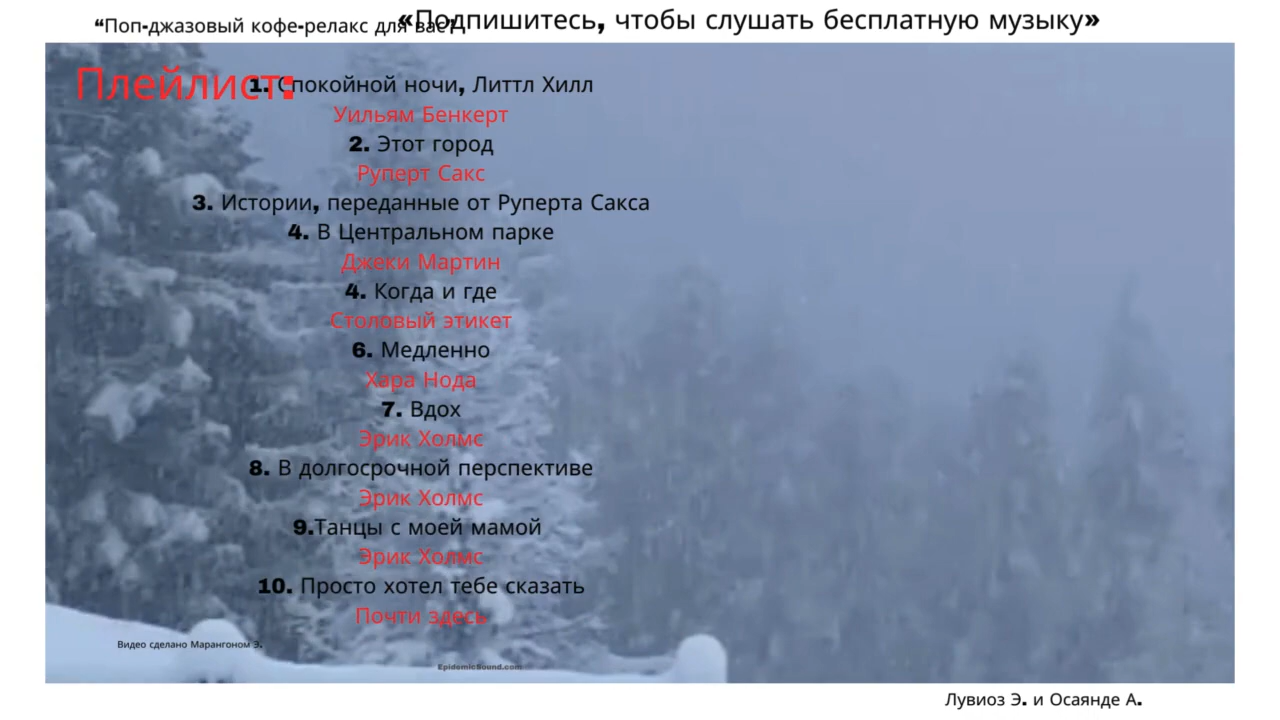 “Поп-джазовый кофе-релакс для вас”
«Подпишитесь, чтобы слушать бесплатную музыку»
Плейлист:
1. Спокойной ночи, Литтл Хилл
Уильям Бенкерт
2. Этот город
Руперт Сакс
3. Истории, переданные от Руперта Сакса
4. В Центральном парке
Джеки Мартин
4. Когда и где
Столовый этикет
6. Медленно
Хара Нода
7. Вдох
Эрик Холмс
8. В долгосрочной перспективе
Эрик Холмс
9.Танцы с моей мамой
Эрик Холмс
10. Просто хотел тебе сказать
Почти здесь
Видео сделано Марангоном Э.
EpidemicSound.com
Лувиоз Э. и Осаянде А.